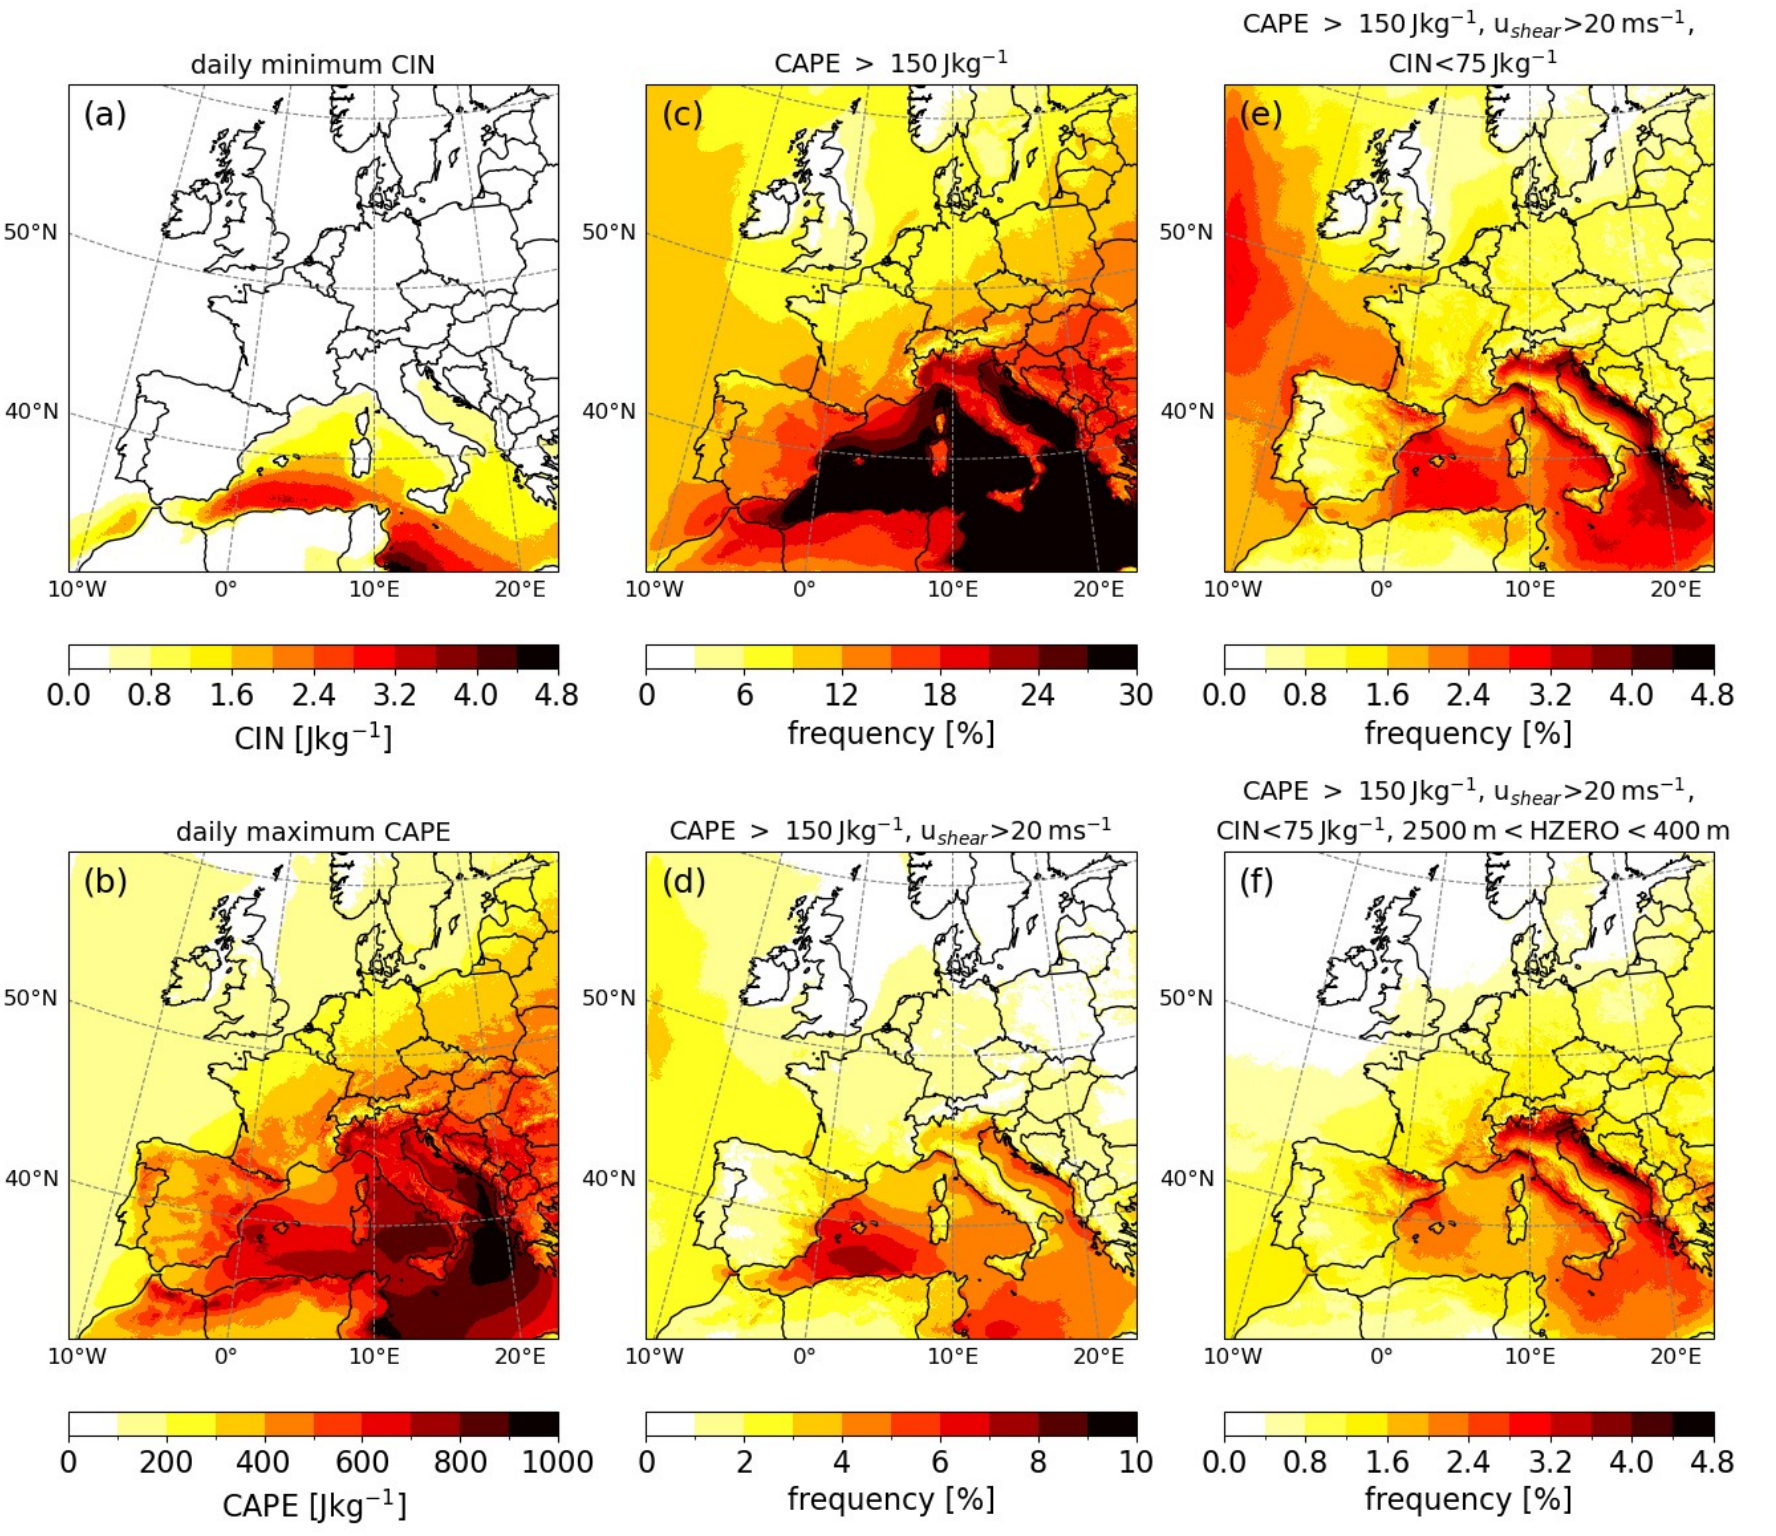 daily minimum CIN
(a)
50°N
40°N
10°W 0° 10°E 20°E
0.0 0.8 1.6 2.4 3.2 4.0 4.8
CIN [Jkg⁻¹]
CAPE > 150 Jkg⁻¹
(c)
50°N
40°N
10°W 0° 10°E 20°E
0 6 12 18 24 30
frequency [%]
CAPE > 150 Jkg⁻¹, u_shear>20 ms⁻¹,
CIN<75 Jkg⁻¹
(e)
50°N
40°N
10°W 0° 10°E 20°E
0.0 0.8 1.6 2.4 3.2 4.0 4.8
frequency [%]
daily maximum CAPE
(b)
50°N
40°N
10°W 0° 10°E 20°E
0 200 400 600 800 1000
CAPE [Jkg⁻¹]
CAPE > 150 Jkg⁻¹, u_shear>20 ms⁻¹
(d)
50°N
40°N
10°W 0° 10°E 20°E
0 2 4 6 8 10
frequency [%]
CAPE > 150 Jkg⁻¹, u_shear>20 ms⁻¹,
CIN<75 Jkg⁻¹, 2500 m < HZERO < 400 m
(f)
50°N
40°N
10°W 0° 10°E 20°E
0.0 0.8 1.6 2.4 3.2 4.0 4.8
frequency [%]